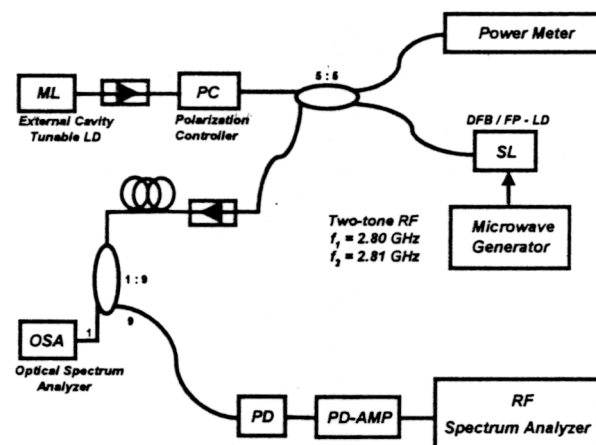 Power Meter
5 : 5
ML
PC
External Cavity
Tunable LD
Polarization
Controller
DFB / FP - LD
SL
Two-tone RF
f1 = 2.80 GHz
f2 = 2.81 GHz
Microwave
Generator
1 : 9
OSA
1
9
Optical Spectrum
Analyzer
PD
PD-AMP
RF
Spectrum Analyzer